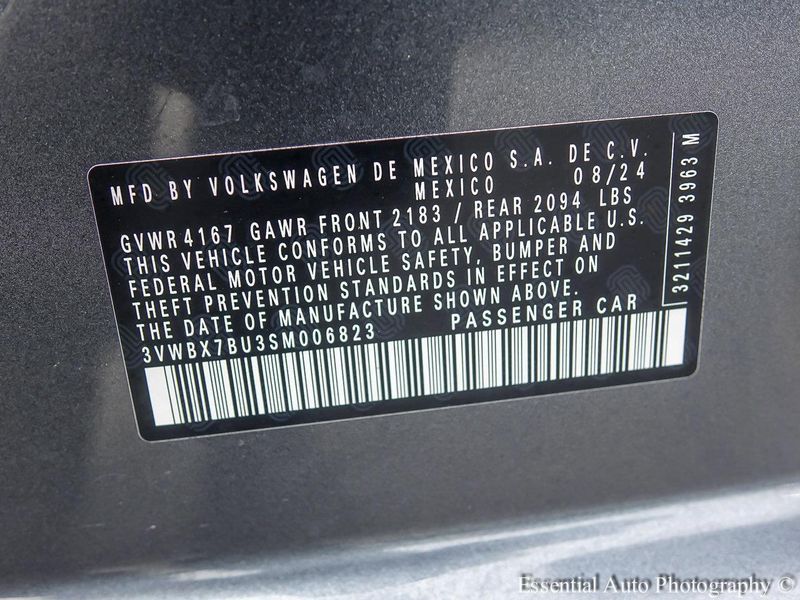 MFD BY VOLKSWAGEN DE MEXICO S.A. DE C.V.
MEXICO 08/24
GVWR 4167 GAWR FRONT 2183 / REAR 2094 LBS
THIS VEHICLE CONFORMS TO ALL APPLICABLE U.S.
FEDERAL MOTOR VEHICLE SAFETY, BUMPER AND
THEFT PREVENTION STANDARDS IN EFFECT ON
THE DATE OF MANUFACTURE SHOWN ABOVE.
3VWBX7BU3SM006823 PASSENGER CAR
3211429 3963 M
Essential Auto Photography ©